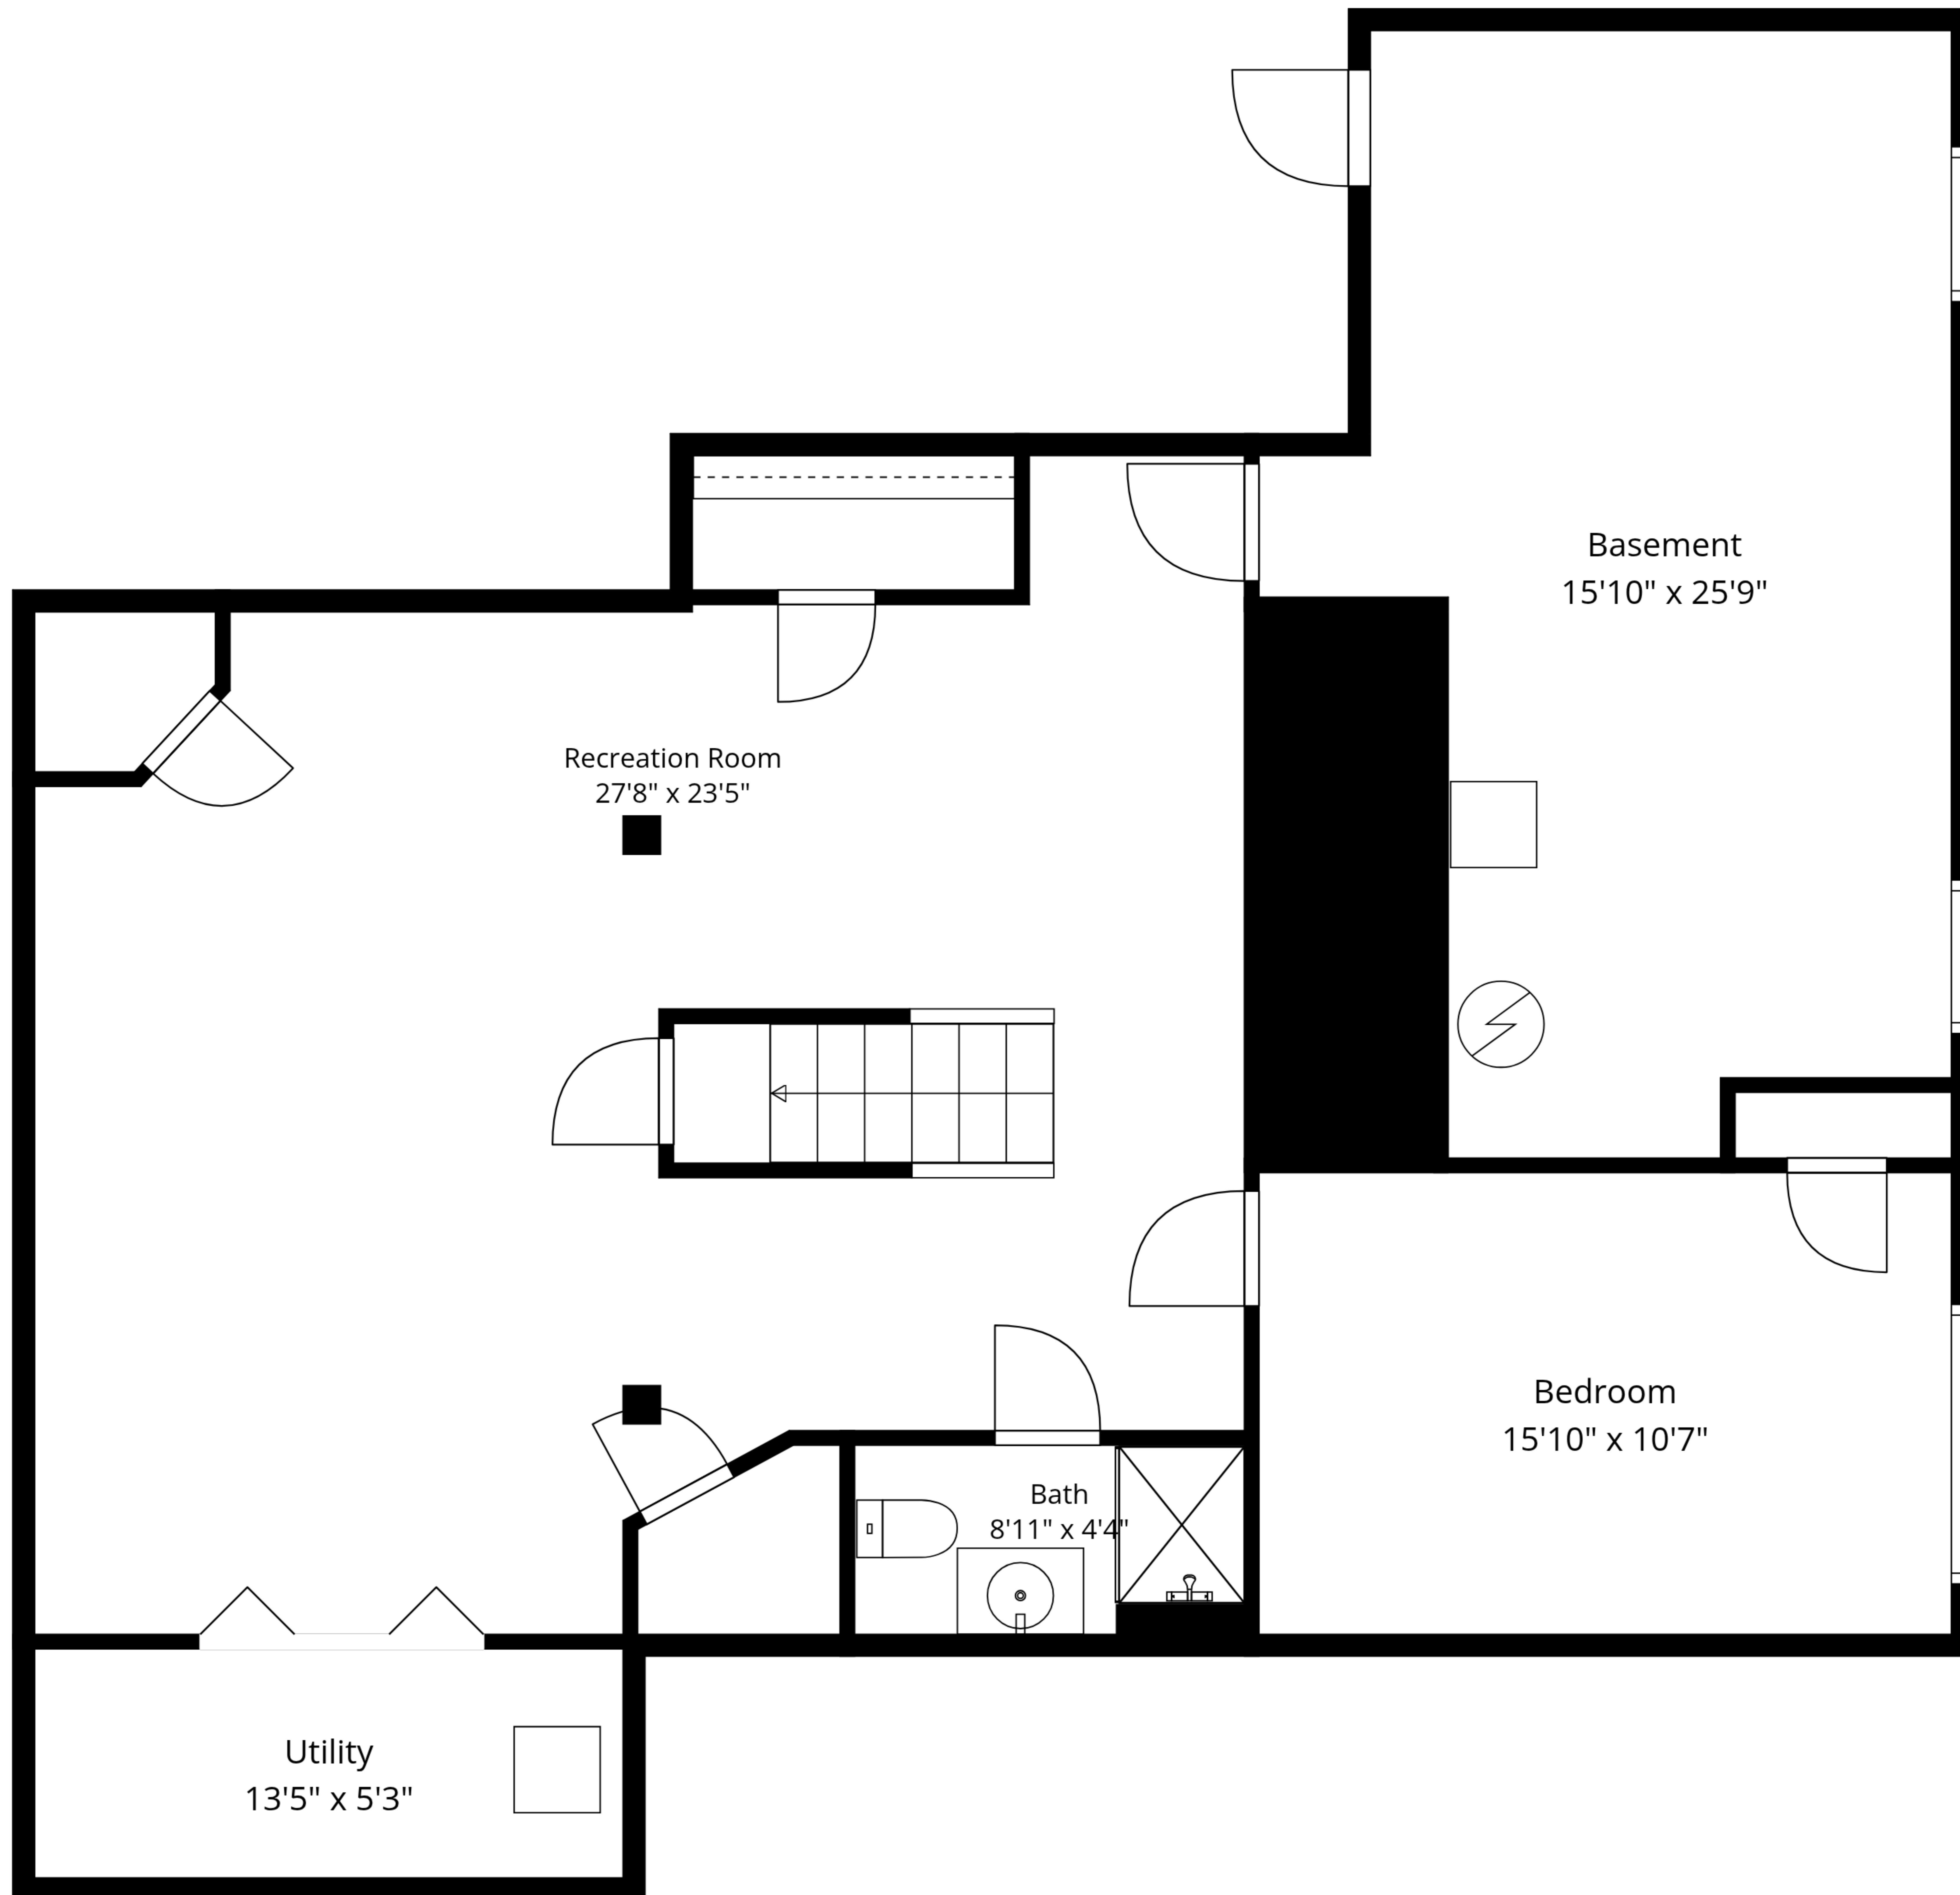 Basement
15'10" x 25'9"
Recreation Room
27'8" x 23'5"
Bedroom
15'10" x 10'7"
Bath
8'11" x 4'4"
Utility
13'5" x 5'3"